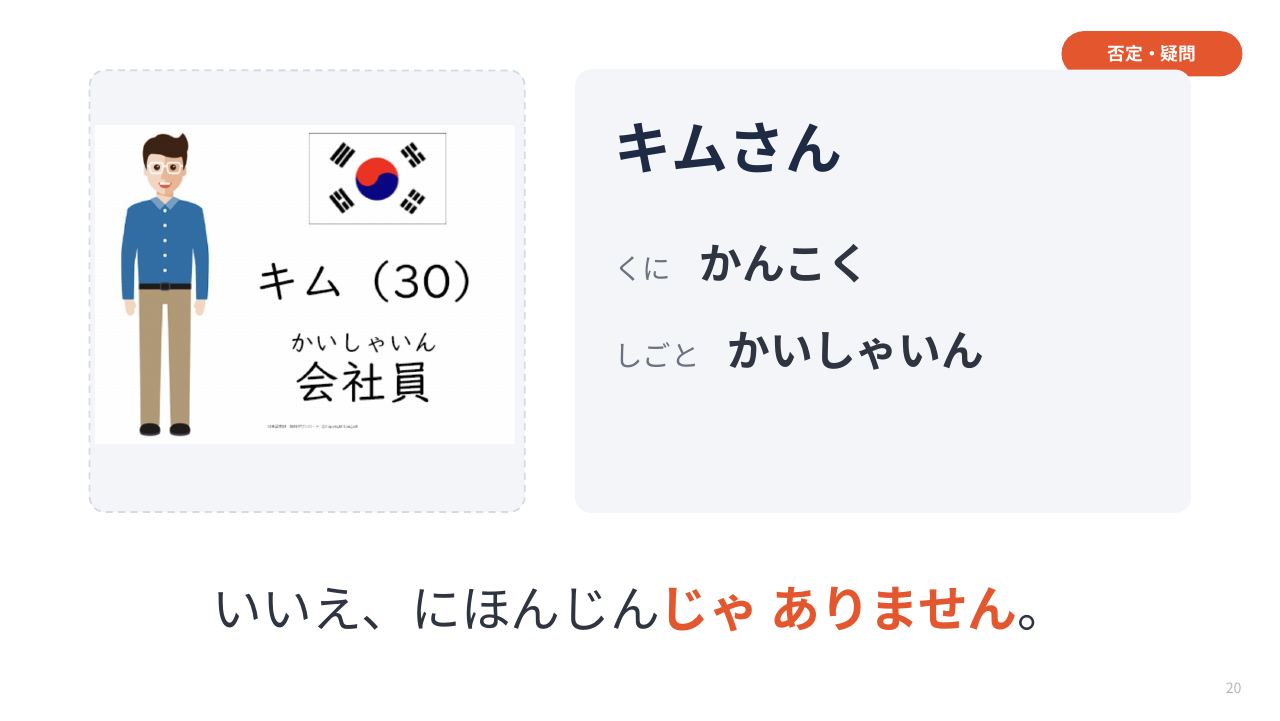 否定・疑問
キム（30）
かいしゃいん
会社員
キムさん
くに かんこく
しごと かいしゃいん
いいえ、にほんじんじゃ ありません。
20